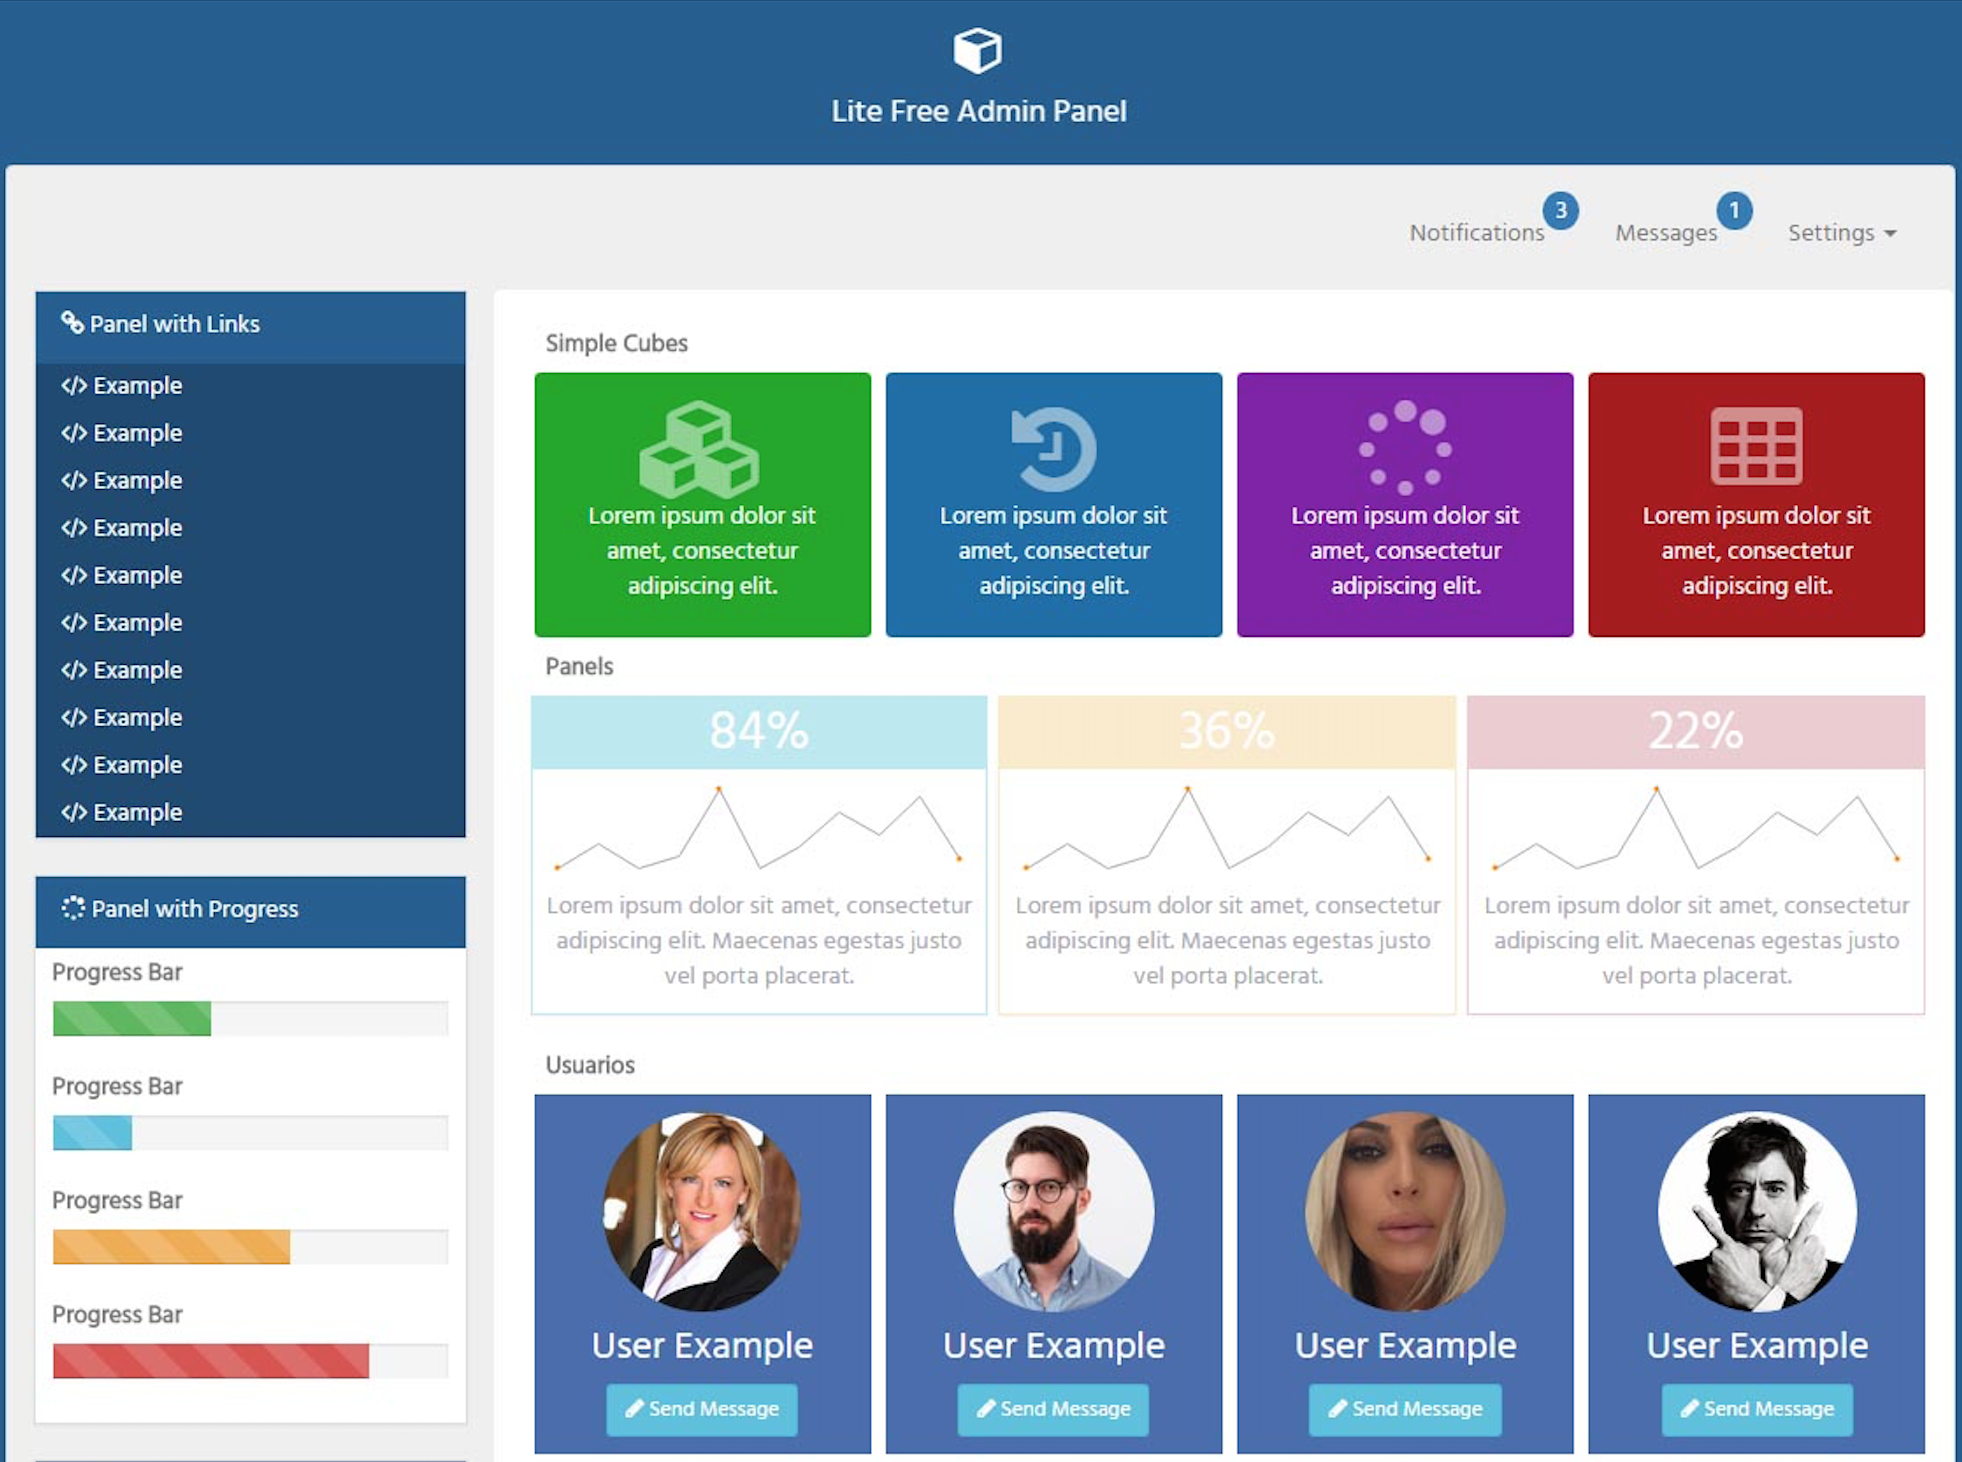 Lite Free Admin Panel
Notifications 3 Messages 1 Settings
Panel with Links
Example
Example
Example
Example
Example
Example
Example
Example
Example
Example
Panel with Progress
Progress Bar
Progress Bar
Progress Bar
Progress Bar
Simple Cubes
Lorem ipsum dolor sit
amet, consectetur
adipiscing elit.
Lorem ipsum dolor sit
amet, consectetur
adipiscing elit.
Lorem ipsum dolor sit
amet, consectetur
adipiscing elit.
Lorem ipsum dolor sit
amet, consectetur
adipiscing elit.
Panels
84%
Lorem ipsum dolor sit amet, consectetur
adipiscing elit. Maecenas egestas justo
vel porta placerat.
36%
Lorem ipsum dolor sit amet, consectetur
adipiscing elit. Maecenas egestas justo
vel porta placerat.
22%
Lorem ipsum dolor sit amet, consectetur
adipiscing elit. Maecenas egestas justo
vel porta placerat.
Usuarios
User Example
Send Message
User Example
Send Message
User Example
Send Message
User Example
Send Message